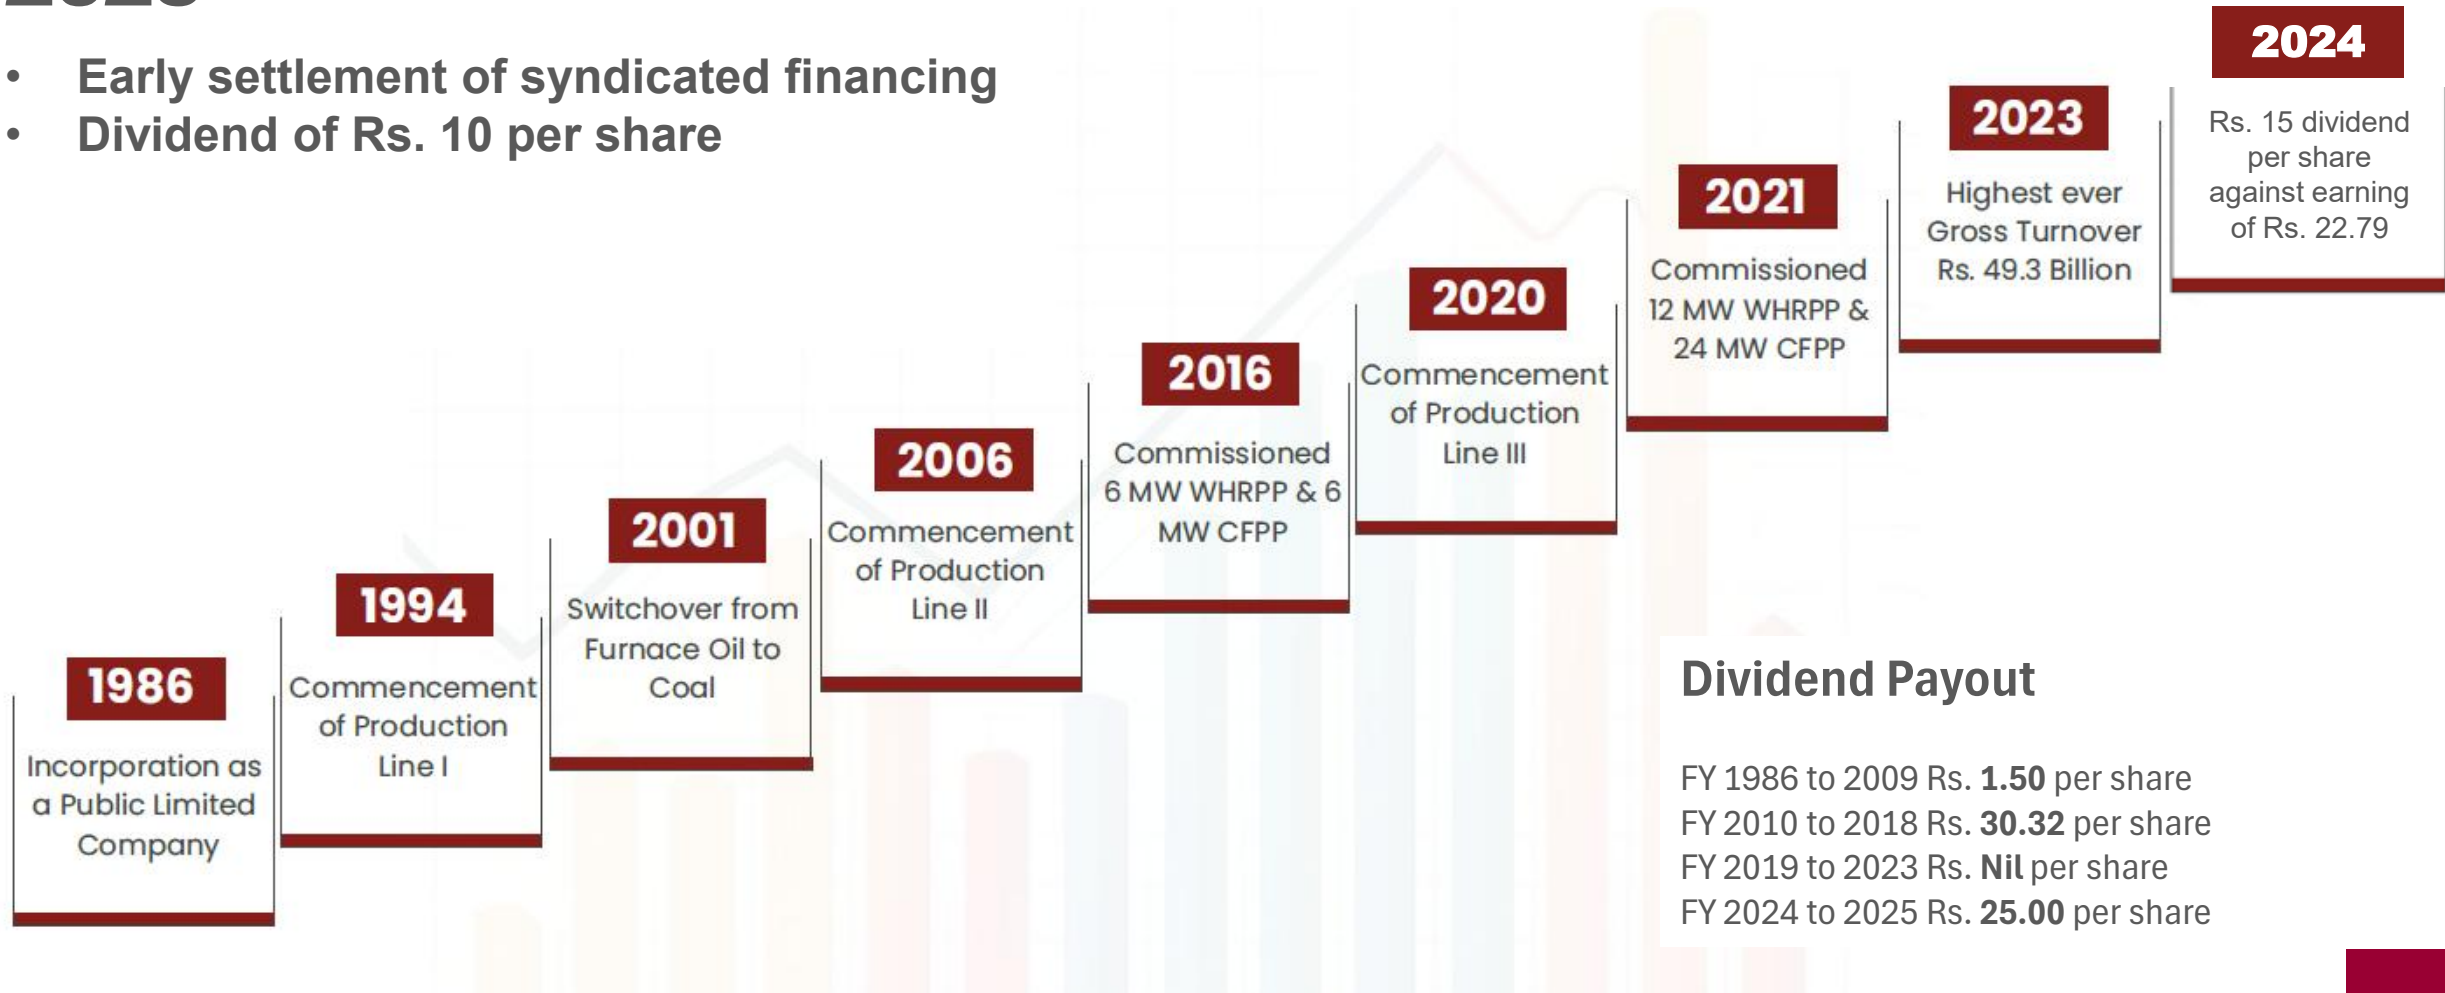 • Early settlement of syndicated financing
• Dividend of Rs. 10 per share
1986
Incorporation as
a Public Limited
Company
1994
Commencement
of Production
Line I
2001
Switchover from
Furnace Oil to
Coal
2006
Commencement
of Production
Line II
2016
Commissioned
6 MW WHRPP & 6
MW CFPP
2020
Commencement
of Production
Line III
2021
Commissioned
12 MW WHRPP &
24 MW CFPP
2023
Highest ever
Gross Turnover
Rs. 49.3 Billion
2024
Rs. 15 dividend
per share
against earning
of Rs. 22.79
Dividend Payout
FY 1986 to 2009 Rs. 1.50 per share
FY 2010 to 2018 Rs. 30.32 per share
FY 2019 to 2023 Rs. Nil per share
FY 2024 to 2025 Rs. 25.00 per share